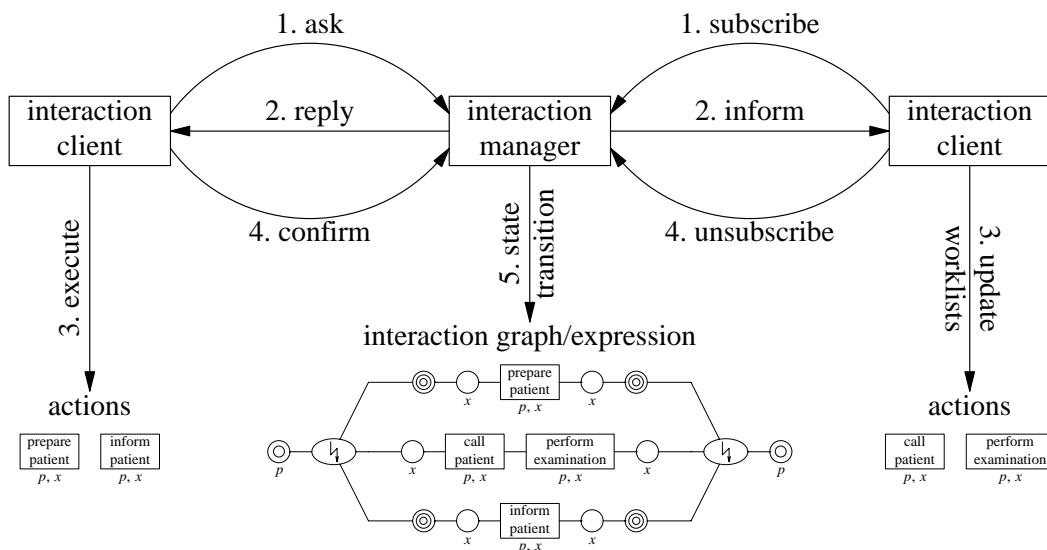 1. ask
1. subscribe
interaction
client
2. reply
interaction
manager
2. inform
interaction
client
4. confirm
4. unsubscribe
3. execute
5. state
transition
3. update
worklists
interaction graph/expression
actions
prepare
patient
p, x
inform
patient
p, x
p
x
prepare
patient
p, x
x
x
call
patient
p, x
perform
examination
p, x
x
x
inform
patient
p, x
x
p
actions
call
patient
p, x
perform
examination
p, x